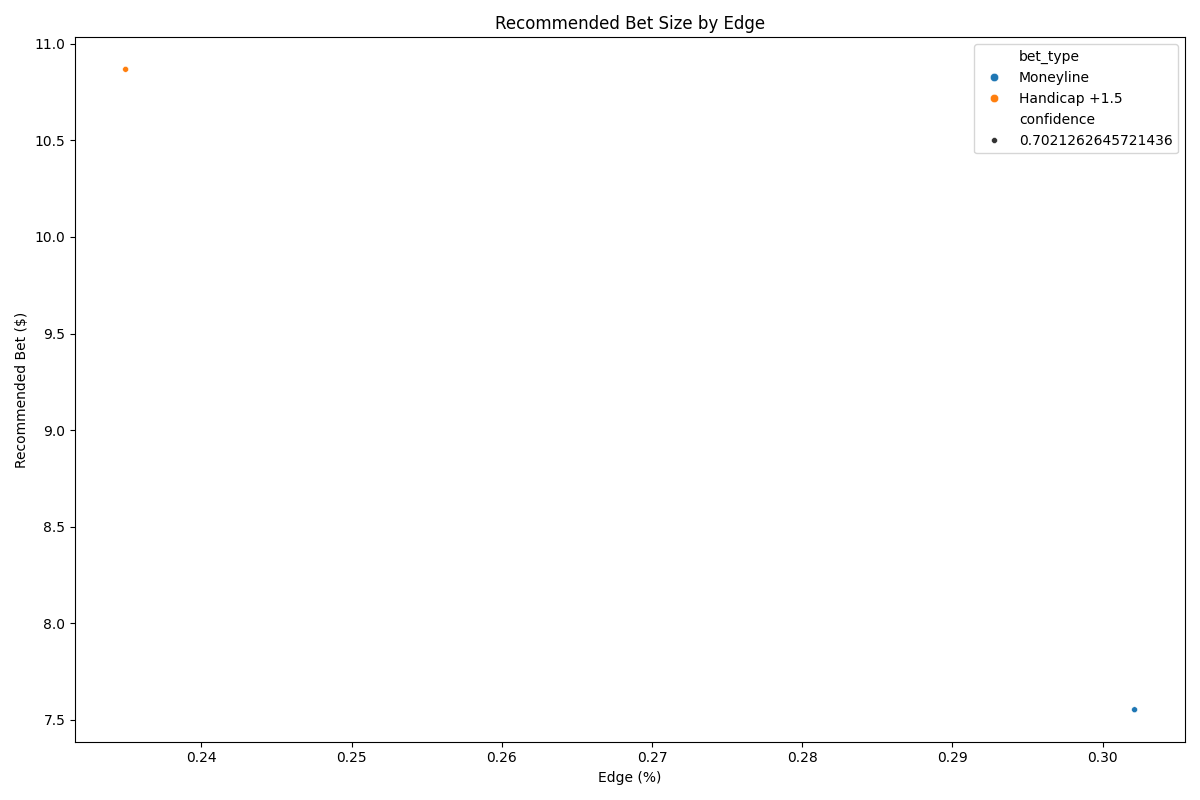 Recommended Bet Size by Edge
11.0
10.5
10.0
9.5
9.0
8.5
8.0
7.5
Recommended Bet ($)
bet_type
Moneyline
Handicap +1.5
confidence
0.7021262645721436
0.24
0.25
0.26
0.27
0.28
0.29
0.30
Edge (%)